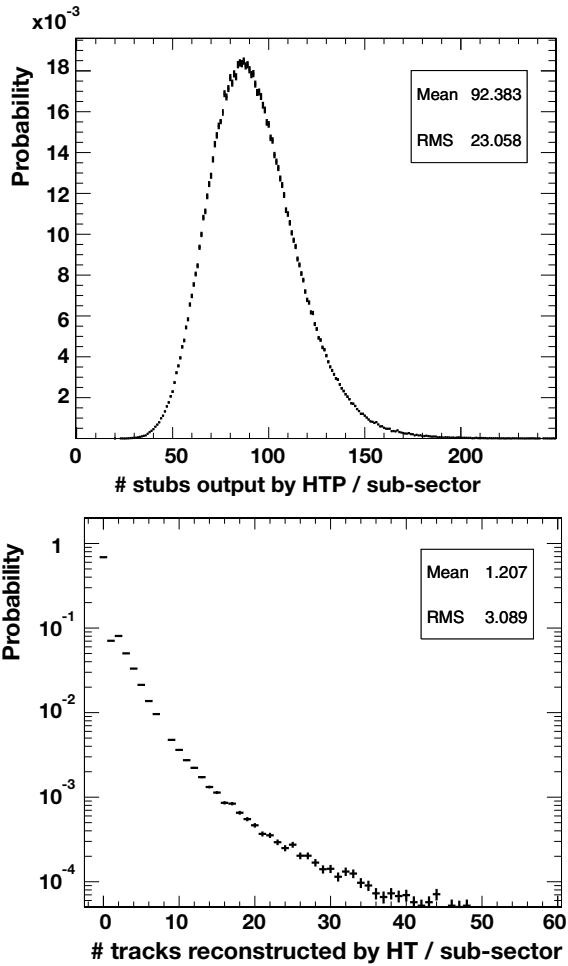 x10⁻³
18
16
14
12
10
8
6
4
2
Probability
Mean 92.383
RMS 23.058
0 50 100 150 200
# stubs output by HTP / sub-sector
1
10⁻¹
10⁻²
10⁻³
10⁻⁴
Probability
Mean 1.207
RMS 3.089
0 10 20 30 40 50 60
# tracks reconstructed by HT / sub-sector